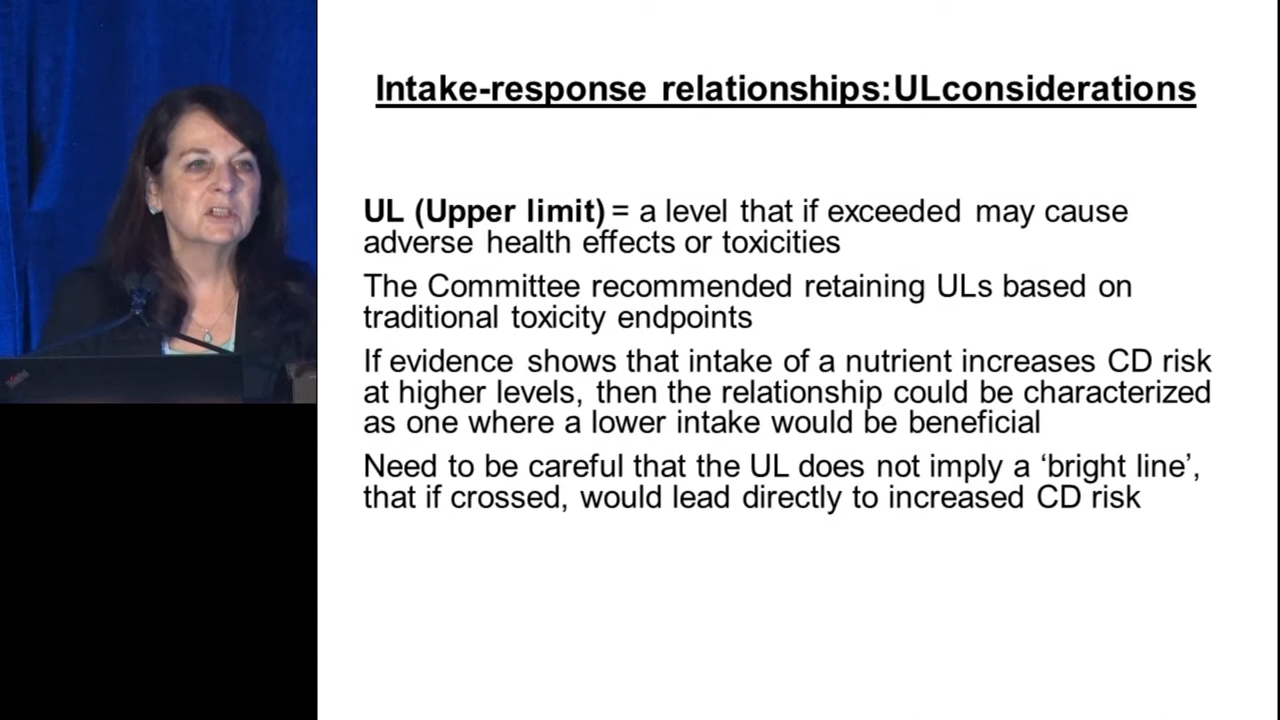 Intake-response relationships:ULconsiderations
UL (Upper limit) = a level that if exceeded may cause
adverse health effects or toxicities
The Committee recommended retaining ULs based on
traditional toxicity endpoints
If evidence shows that intake of a nutrient increases CD risk
at higher levels, then the relationship could be characterized
as one where a lower intake would be beneficial
Need to be careful that the UL does not imply a ‘bright line’,
that if crossed, would lead directly to increased CD risk